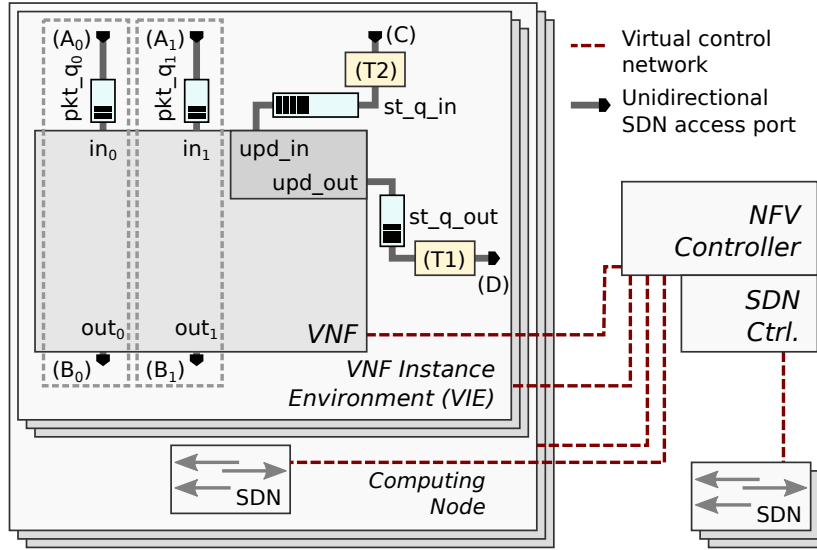 (A₀)
(A₁)
(C)
pkt_q₀
pkt_q₁
(T2)
st_q_in
in₀
in₁
upd_in
upd_out
st_q_out
(T1)
(D)
out₀
out₁
VNF
(B₀)
(B₁)
VNF Instance
Environment (VIE)
SDN
Computing
Node
Virtual control
network
Unidirectional
SDN access port
NFV
Controller
SDN
Ctrl.
SDN